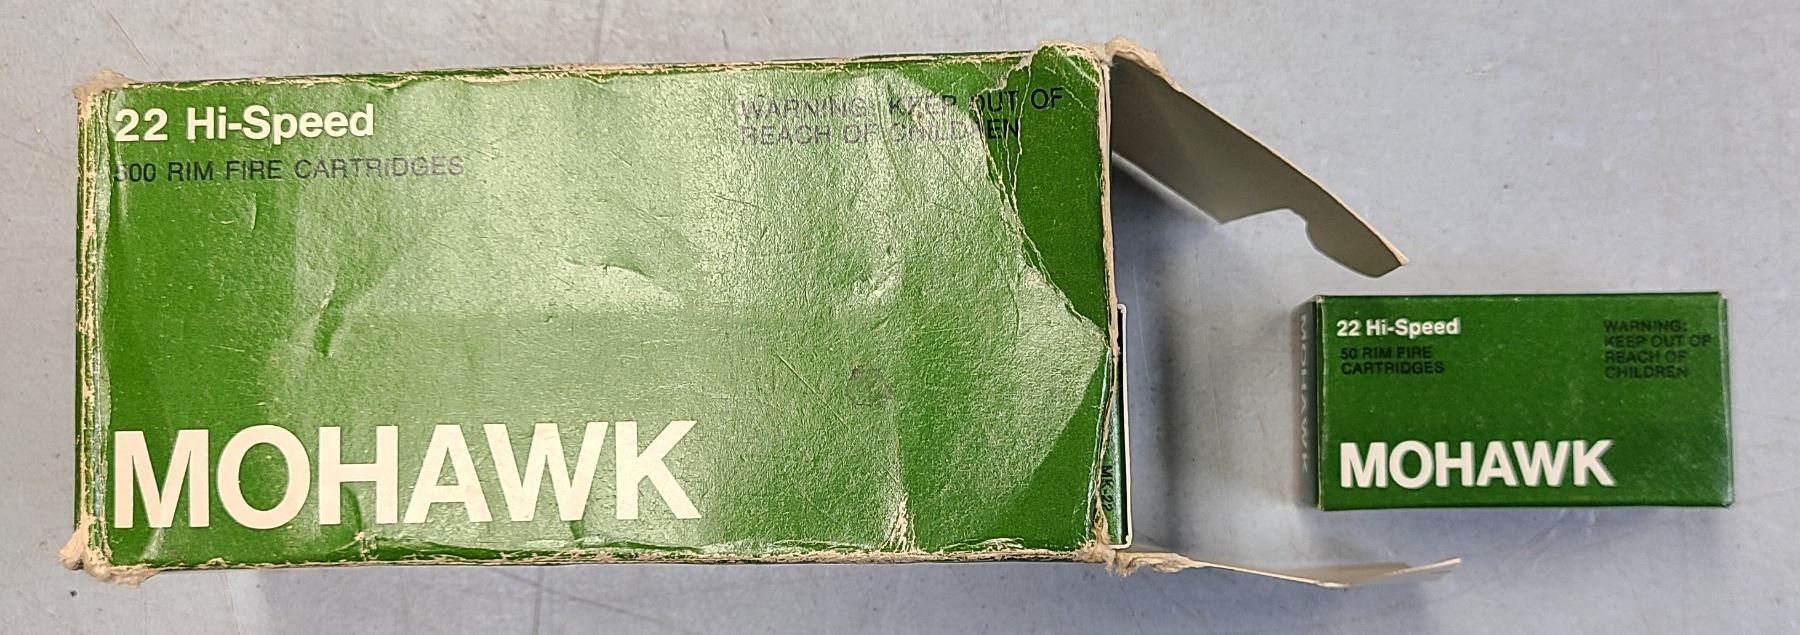 22 Hi-Speed
500 RIM FIRE CARTRIDGES
WARNING: KEEP OUT OF
REACH OF CHILDREN
MOHAWK
MOHAWK
22 Hi-Speed
50 RIM FIRE
CARTRIDGES
WARNING:
KEEP OUT OF
REACH OF
CHILDREN
MOHAWK